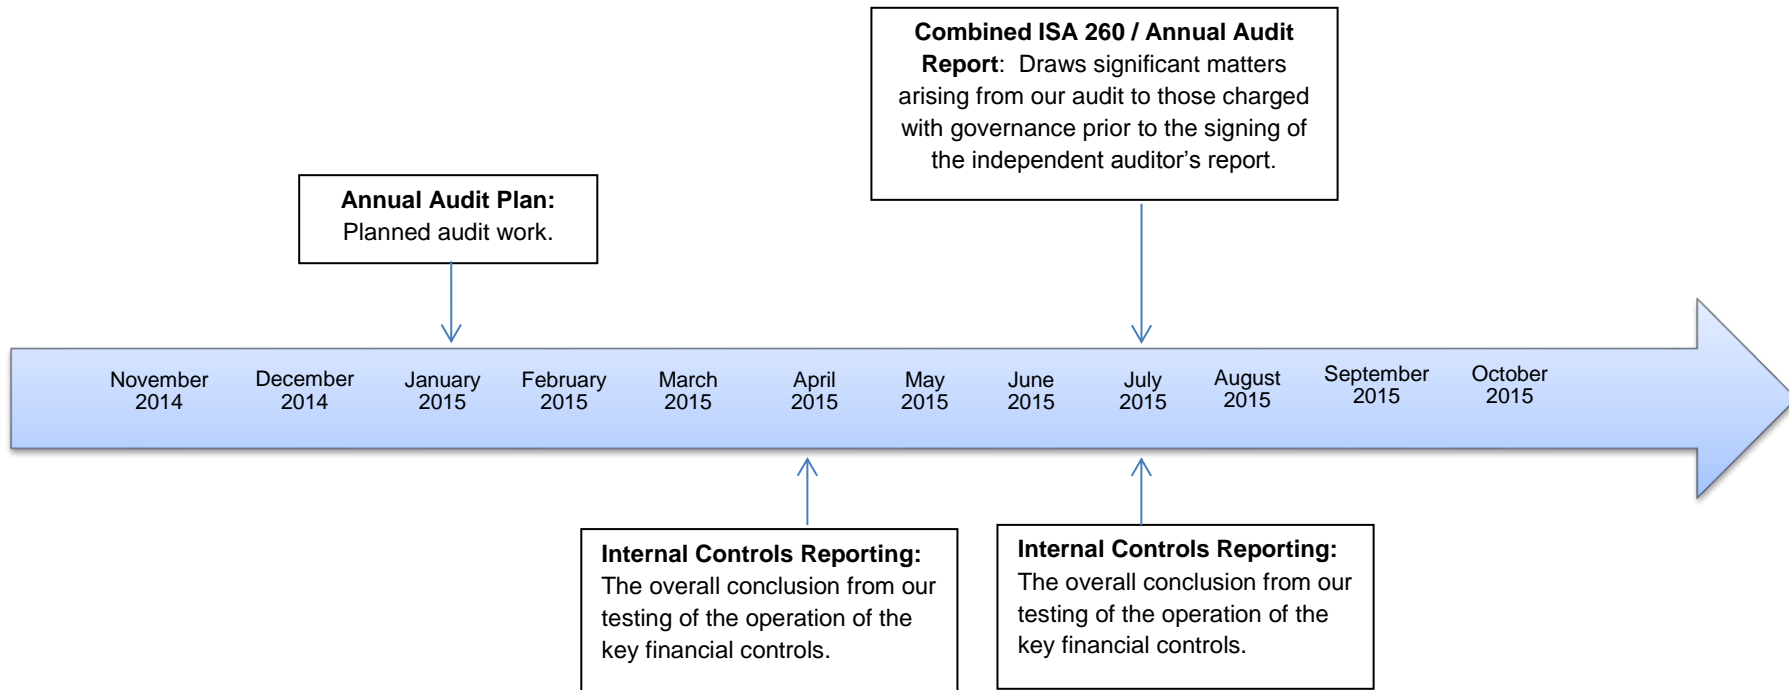 Combined ISA 260 / Annual Audit
Report:  Draws significant matters
arising from our audit to those charged
with governance prior to the signing of
the independent auditor’s report.
Annual Audit Plan:
Planned audit work.
November
2014
December
2014
January
2015
February
2015
March
2015
April
2015
May
2015
June
2015
July
2015
August
2015
September
2015
October
2015
Internal Controls Reporting:
The overall conclusion from our
testing of the operation of the
key financial controls.
Internal Controls Reporting:
The overall conclusion from our
testing of the operation of the
key financial controls.